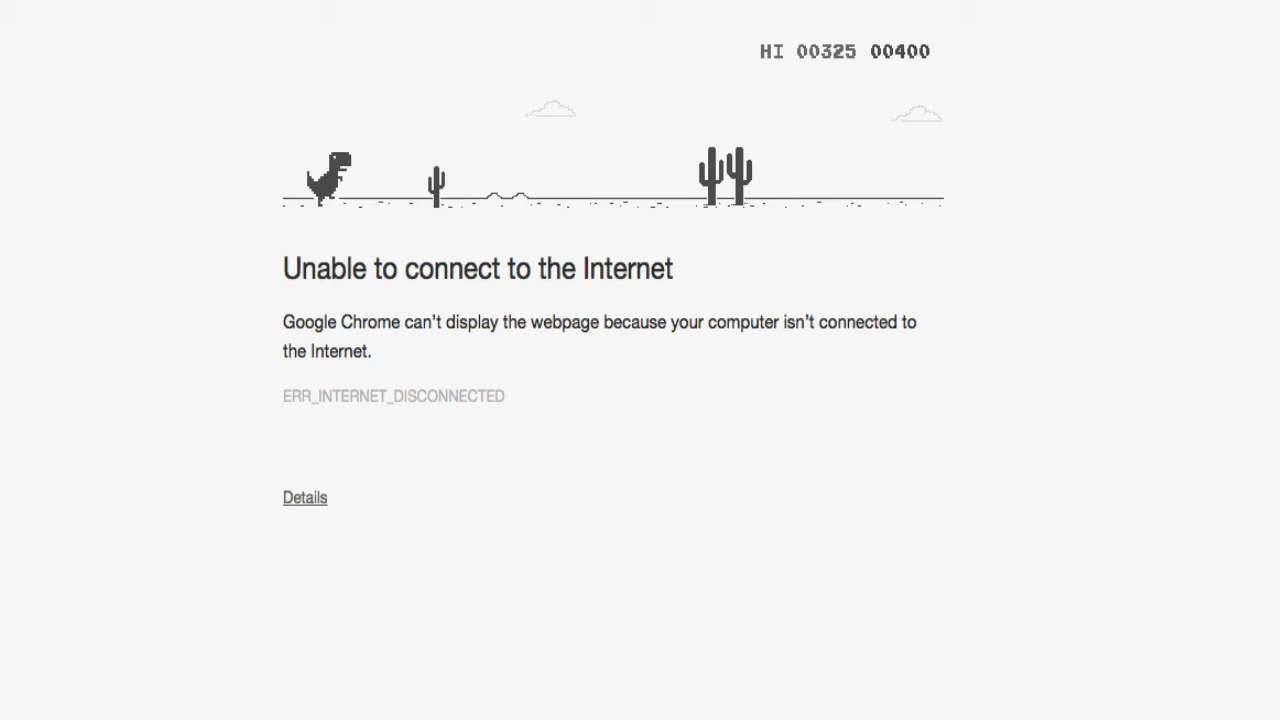 HI 00325 00400
Unable to connect to the Internet
Google Chrome can’t display the webpage because your computer isn’t connected to
the Internet.
ERR_INTERNET_DISCONNECTED
Details